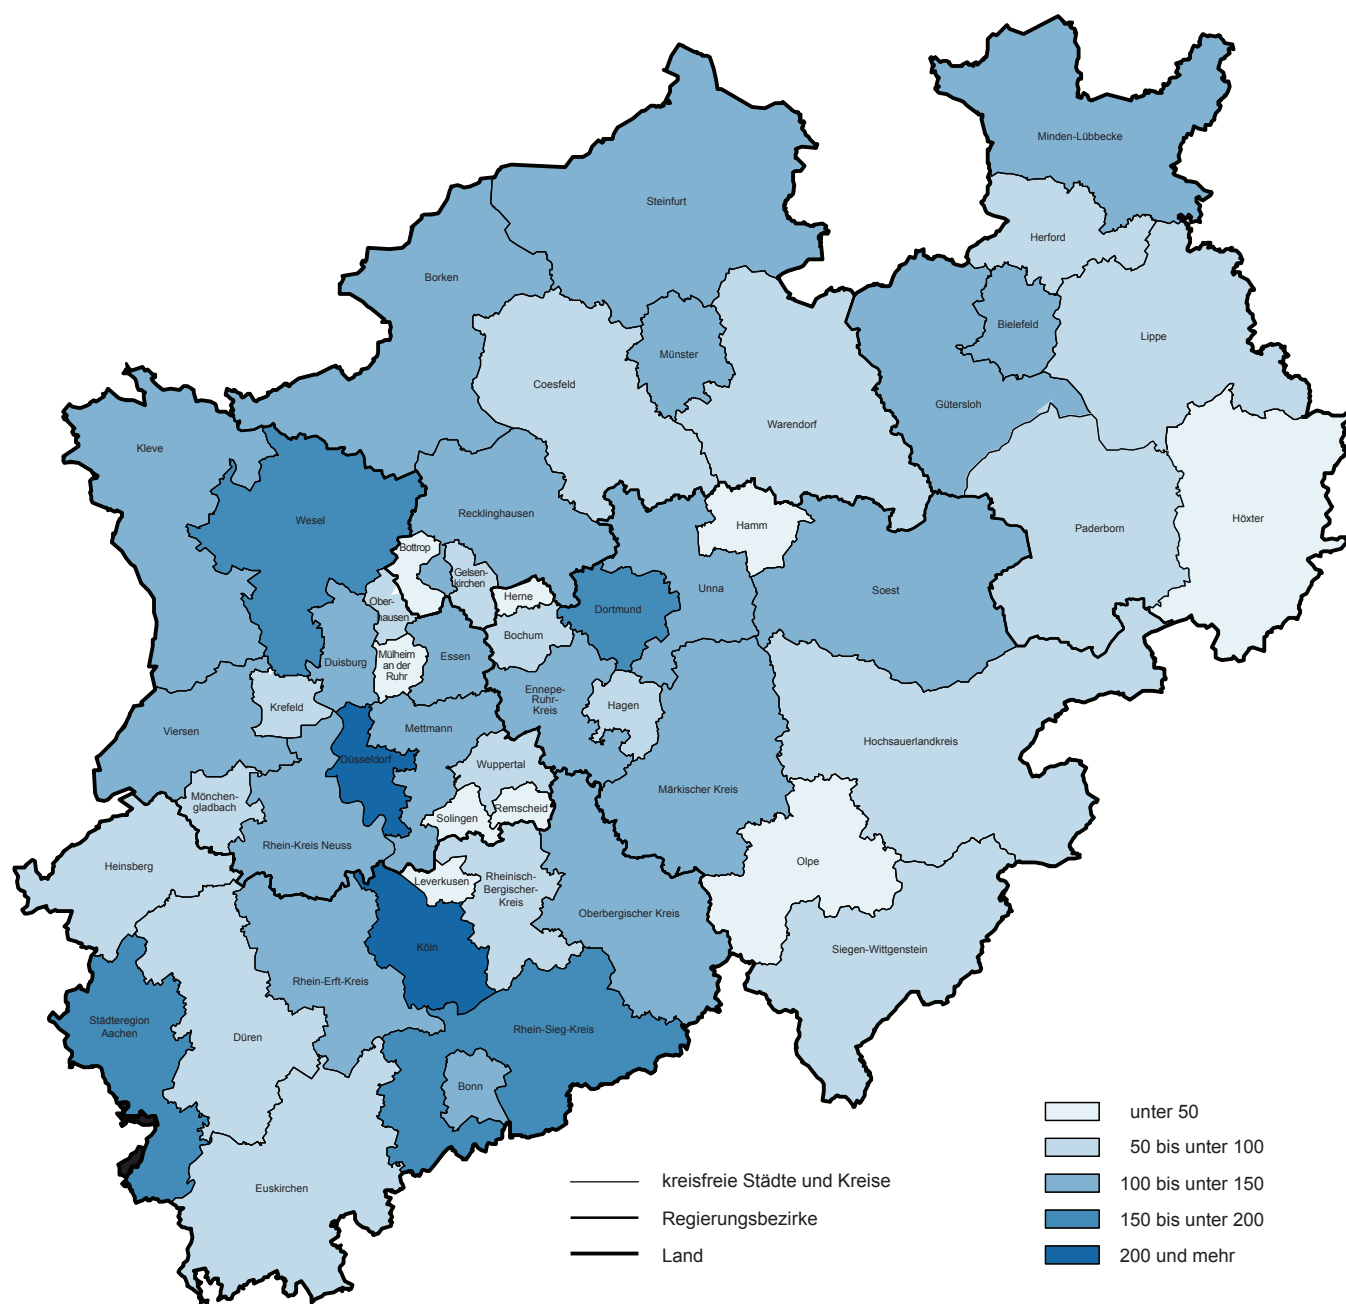 Minden-Lübbecke
Steinfurt
Herford
Borken
Bielefeld
Lippe
Münster
Coesfeld
Gütersloh
Warendorf
Kleve
Wesel
Recklinghausen
Hamm
Höxter
Paderborn
Bottrop
Gelsen-
kirchen
Herne
Dortmund
Unna
Soest
Ober-
hausen
Bochum
Duisburg
Mülheim
an der
Ruhr
Essen
Ennepe-
Ruhr-
Kreis
Hagen
Krefeld
Viersen
Mettmann
Hochsauerlandkreis
Düsseldorf
Wuppertal
Märkischer Kreis
Mönchen-
gladbach
Remscheid
Solingen
Rhein-Kreis Neuss
Heinsberg
Olpe
Leverkusen
Rheinisch-
Bergischer-
Kreis
Oberbergischer Kreis
Köln
Siegen-Wittgenstein
Rhein-Erft-Kreis
Städteregion
Aachen
Düren
Rhein-Sieg-Kreis
Bonn
Euskirchen
kreisfreie Städte und Kreise
Regierungsbezirke
Land
unter 50
50 bis unter 100
100 bis unter 150
150 bis unter 200
200 und mehr